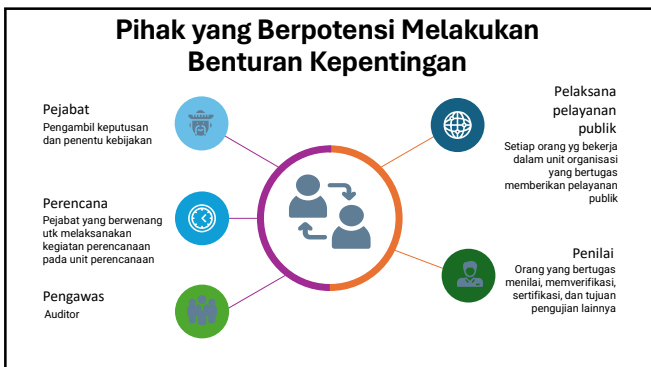 Pihak yang Berpotensi Melakukan
Benturan Kepentingan
Pejabat
Pengambil keputusan
dan penentu kebijakan
Perencana
Pejabat yang berwenang
utk melaksanakan
kegiatan perencanaan
pada unit perencanaan
Pengawas
Auditor
Pelaksana
pelayanan
publik
Setiap orang yg bekerja
dalam unit organisasi
yang bertugas
memberikan pelayanan
publik
Penilai
Orang yang bertugas
menilai, memverifikasi,
sertifikasi, dan tujuan
pengujian lainnya